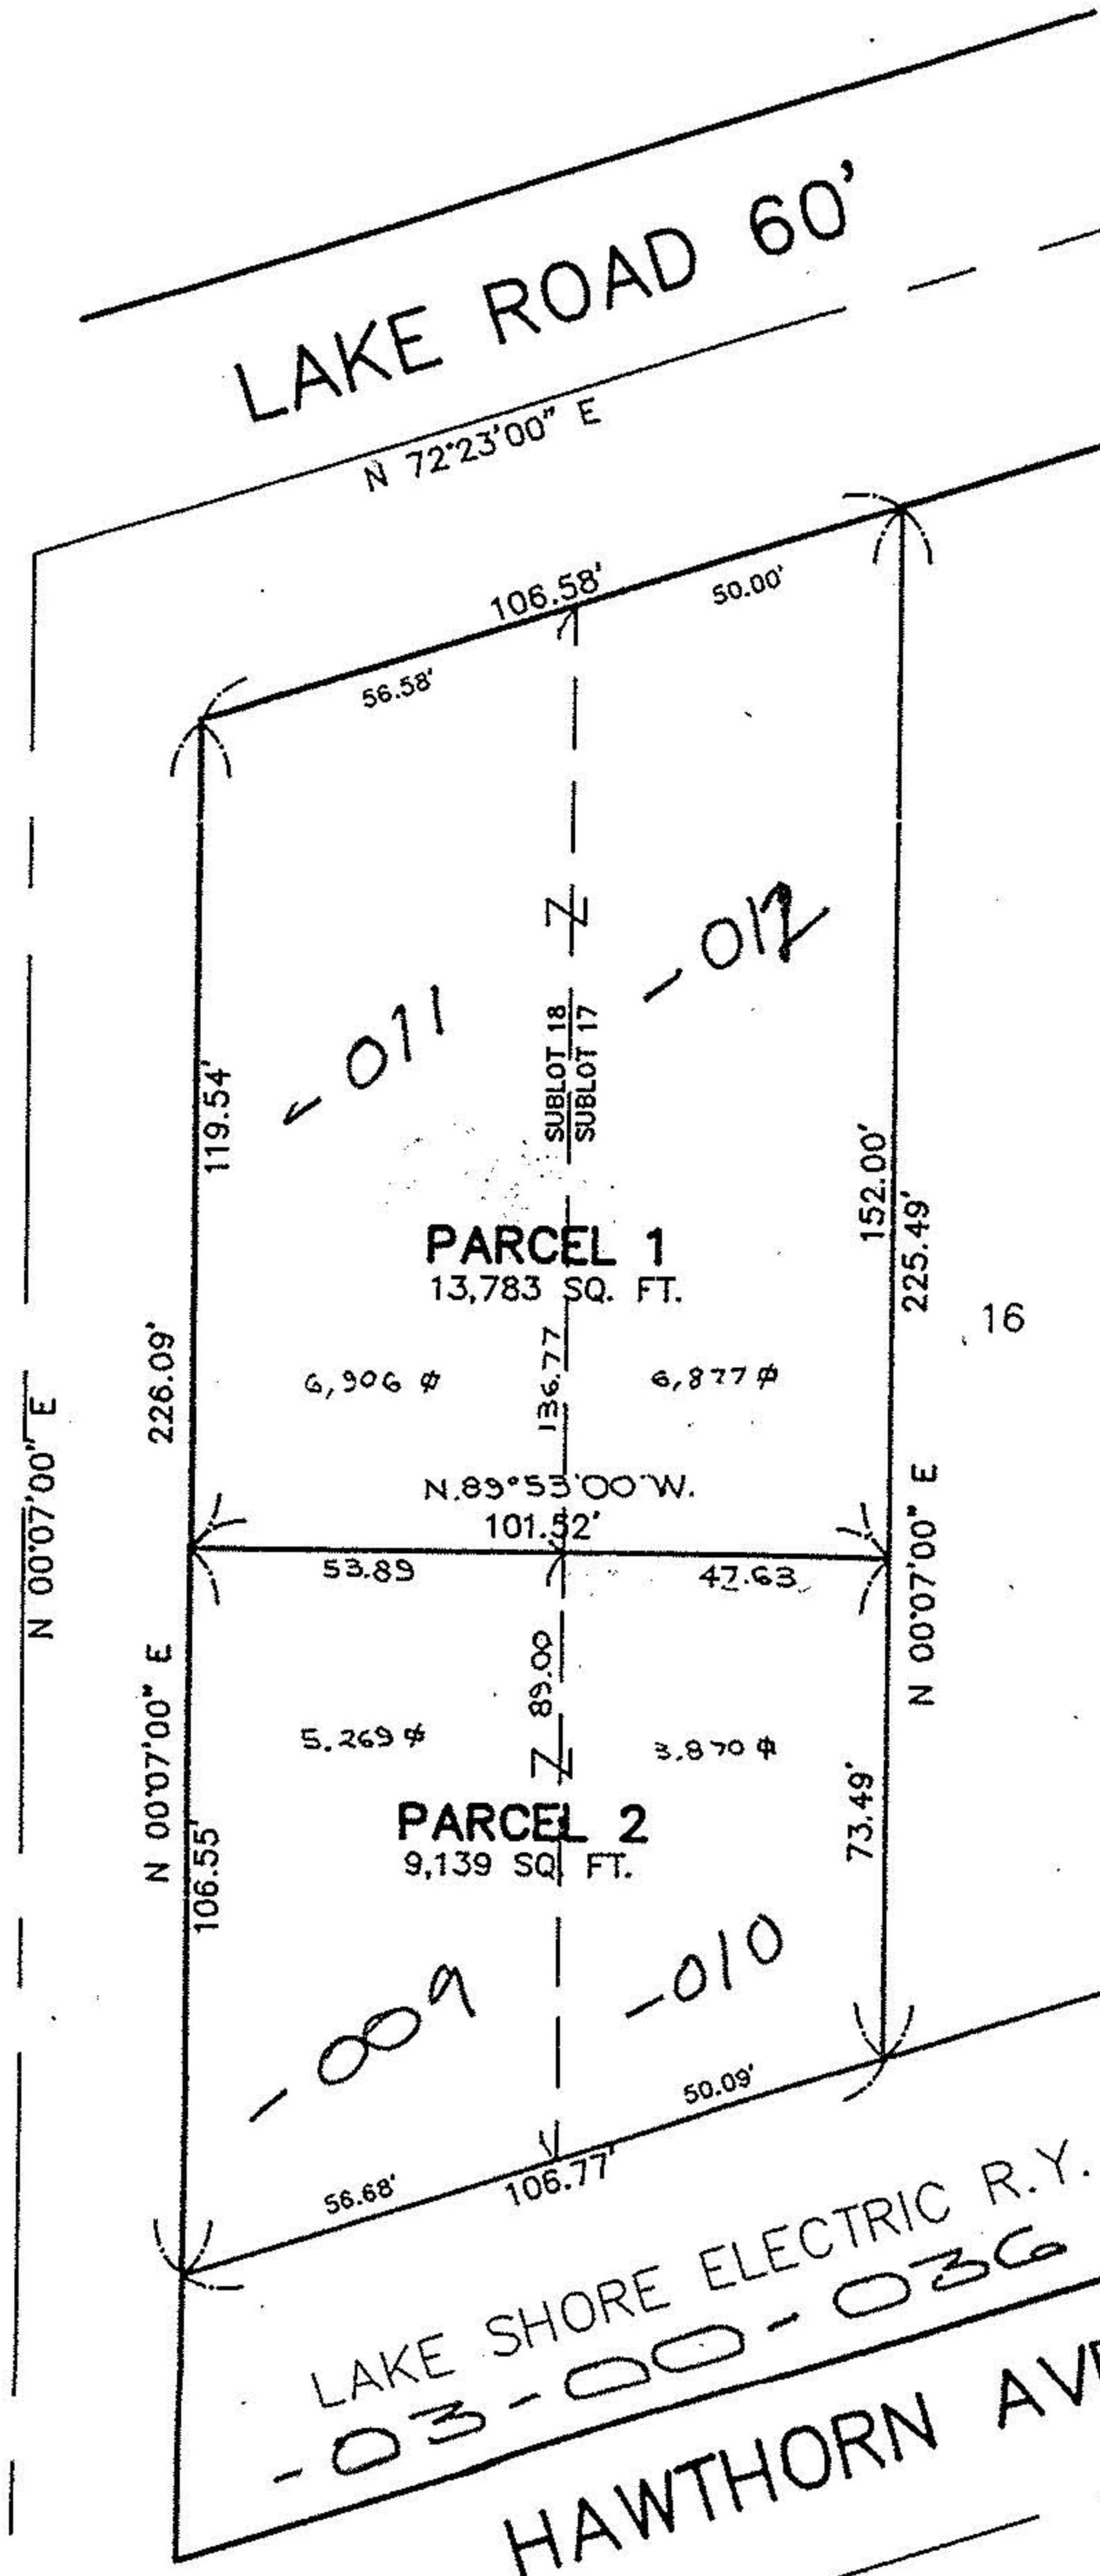 LAKE ROAD 60'
N 72°23'00" E
106.58'
50.00'
56.58'
-012
-011
SUBLOT 18
SUBLOT 17
119.54'
152.00'
225.49'
PARCEL 1
13,783 SQ. FT.
16
226.09'
136.77
6,906 ⌀
6,877 ⌀
N 00°07'00" E
N.89°53'00"W.
101.52'
53.89
47.63
N 00°07'00" E
N 00°07'00" E
89.00
5.269 ⌀
3.870 ⌀
73.49'
PARCEL 2
9,139 SQ. FT.
106.55'
-010
-009
50.09'
56.68'
106.77'
LAKE SHORE ELECTRIC R.Y.
-03-00-036
HAWTHORN AV